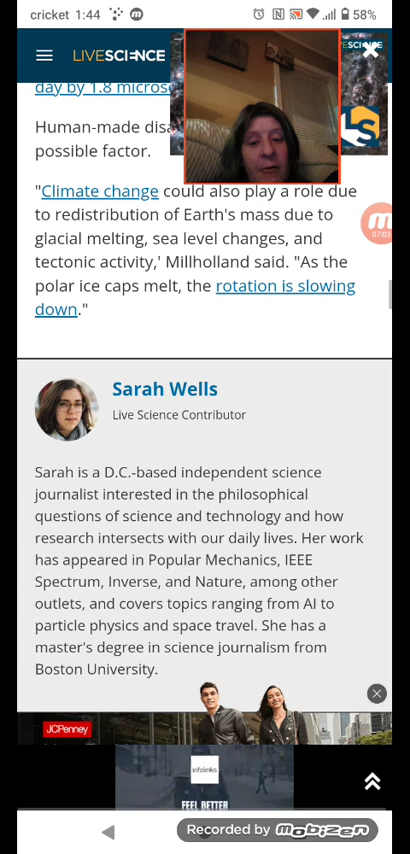 cricket 1:44
58%
LIVESCIENCE
day by 1.8 micros
Human-made disa
possible factor.
"Climate change could also play a role due
to redistribution of Earth's mass due to
glacial melting, sea level changes, and
tectonic activity,' Millholland said. "As the
polar ice caps melt, the rotation is slowing
down."
07:03
Sarah Wells
Live Science Contributor
Sarah is a D.C.-based independent science
journalist interested in the philosophical
questions of science and technology and how
research intersects with our daily lives. Her work
has appeared in Popular Mechanics, IEEE
Spectrum, Inverse, and Nature, among other
outlets, and covers topics ranging from AI to
particle physics and space travel. She has a
master's degree in science journalism from
Boston University.
JCPenney
infolinks
FEEL BETTER
Recorded by mobizen